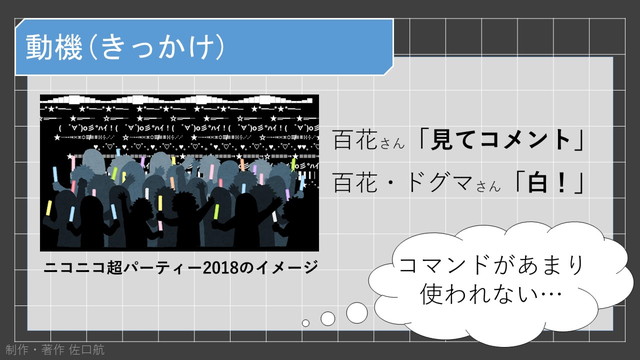 動機(きっかけ)
百花さん「見てコメント」
百花・ドグマさん「白！」
ニコニコ超パーティー2018のイメージ
コマンドがあまり
使われない…
制作・著作 佐口航